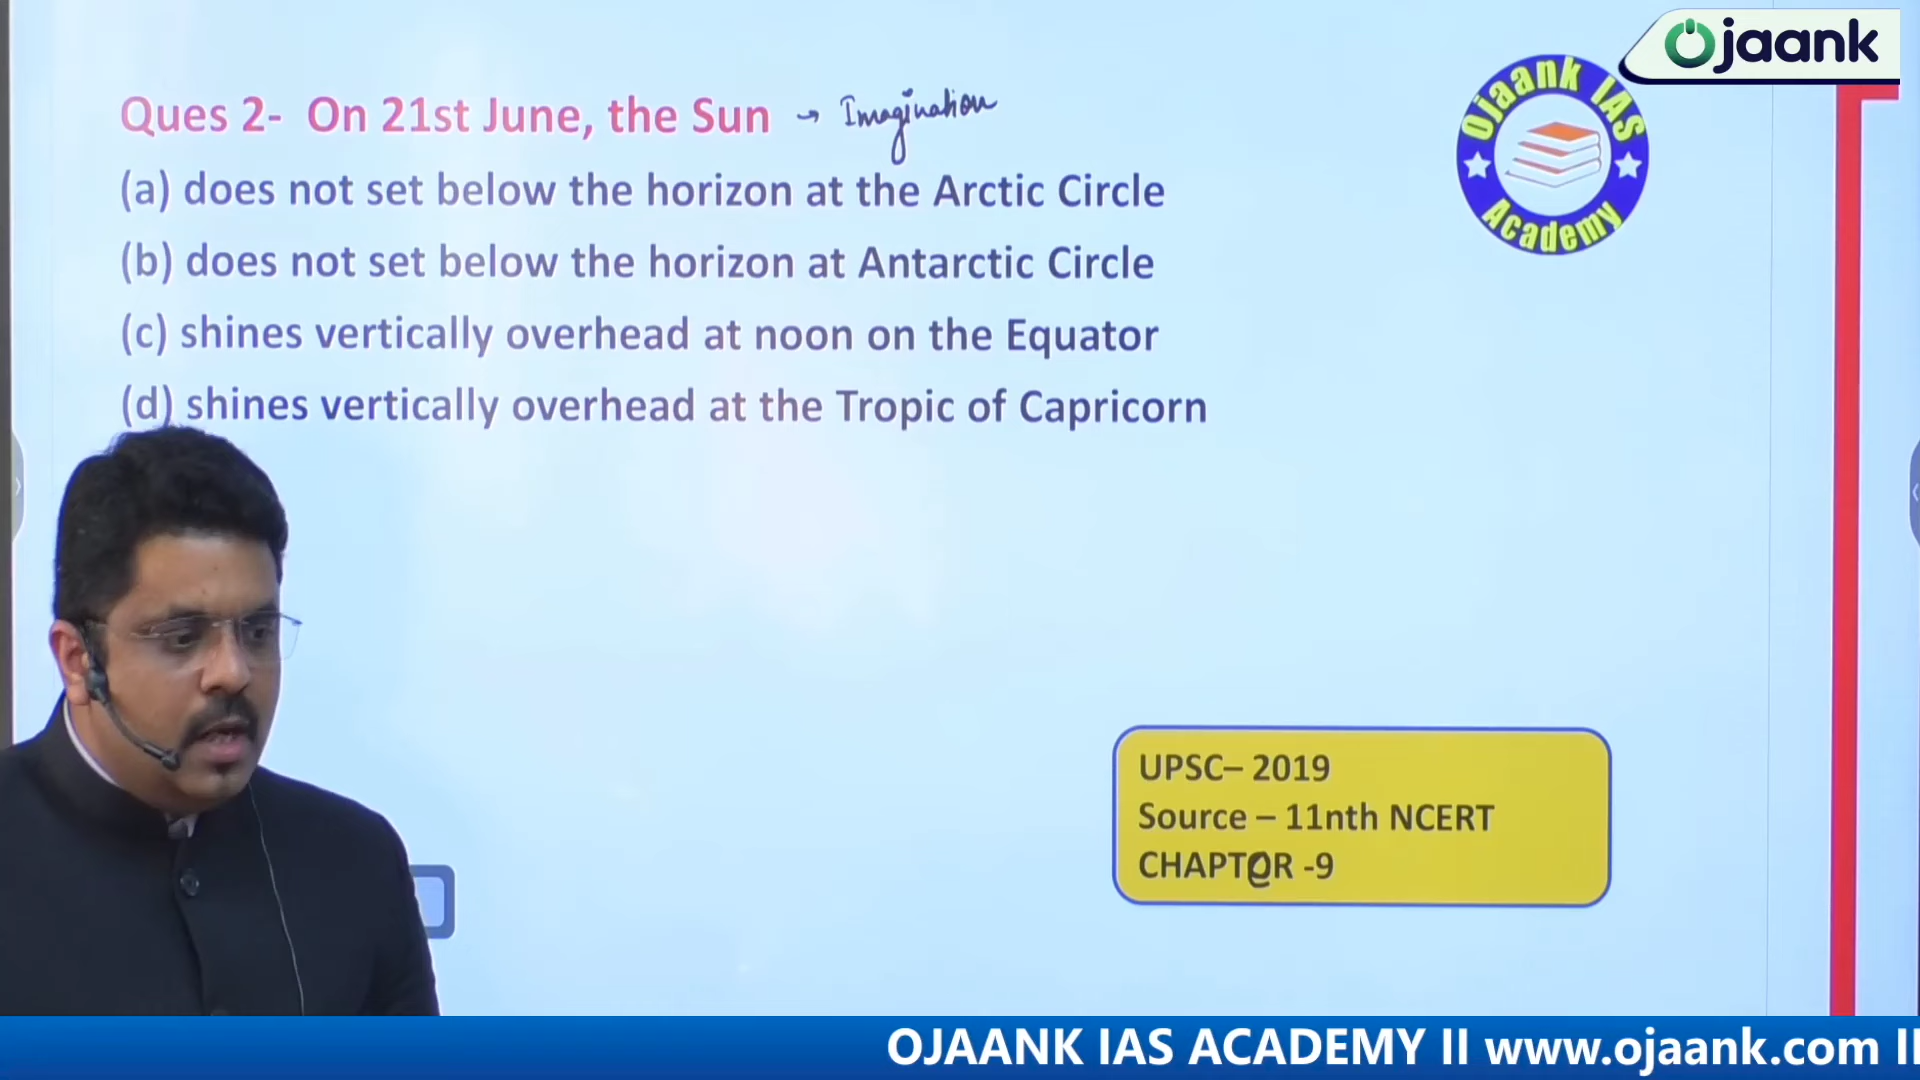 Ojaank
Ojaank IAS
Academy
Ques 2- On 21st June, the Sun → Imagination
(a) does not set below the horizon at the Arctic Circle
(b) does not set below the horizon at Antarctic Circle
(c) shines vertically overhead at noon on the Equator
(d) shines vertically overhead at the Tropic of Capricorn
UPSC– 2019
Source – 11nth NCERT
CHAPTeR -9
OJAANK IAS ACADEMY II www.ojaank.com I